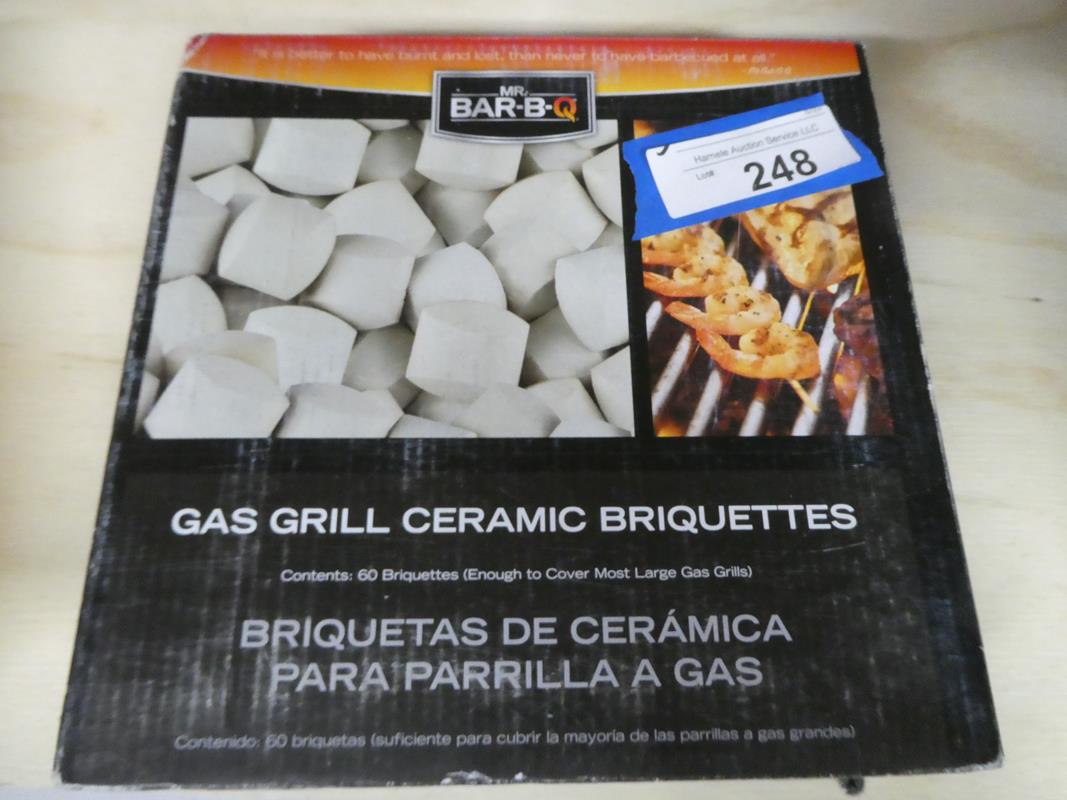 "It is better to have burnt and lost, than never to have barbecued at all."
MR.
BAR-B-Q
Hamele Auction Service LLC
Lot#
248
GAS GRILL CERAMIC BRIQUETTES
Contents: 60 Briquettes (Enough to Cover Most Large Gas Grills)
BRIQUETAS DE CERÁMICA
PARA PARRILLA A GAS
Contenido: 60 briquetas (suficiente para cubrir la mayoría de las parrillas a gas grandes)